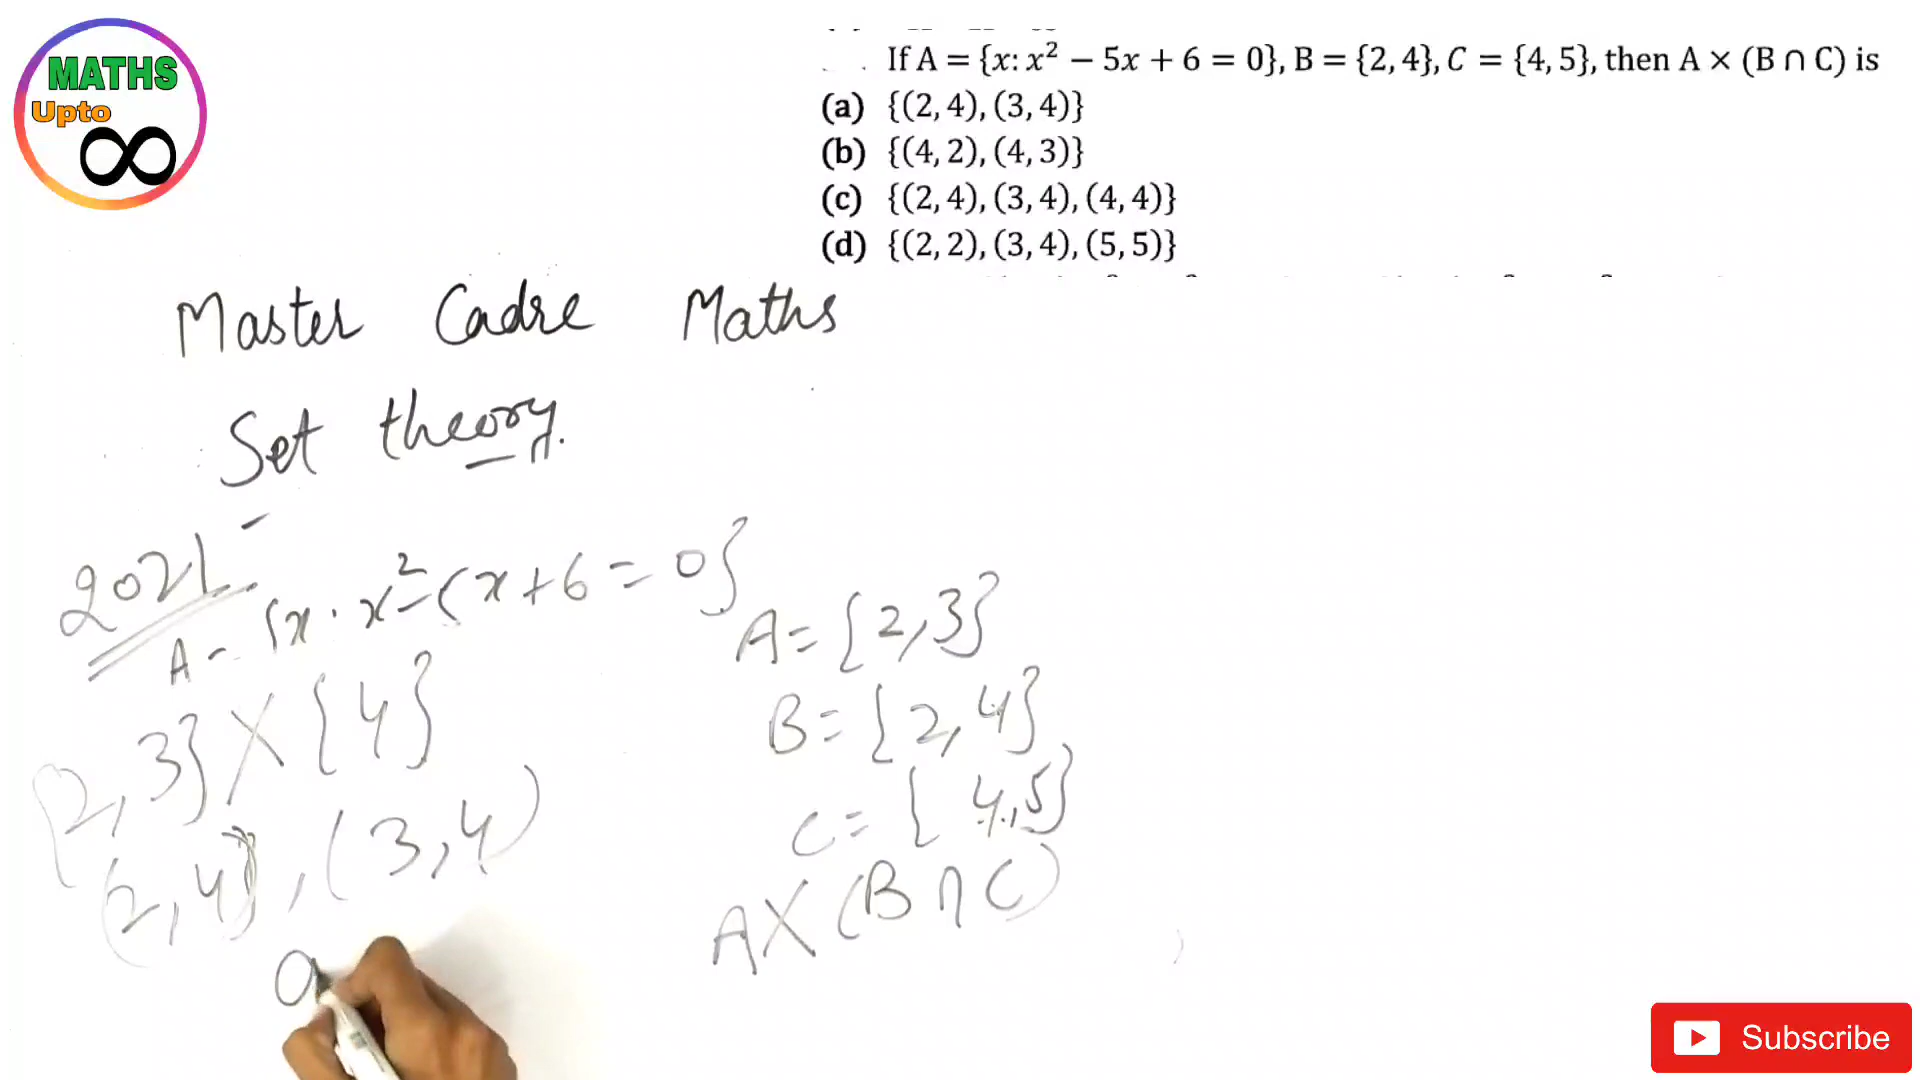 MATHS
Upto
∞
If A = {x: x² − 5x + 6 = 0}, B = {2, 4}, C = {4, 5}, then A × (B ∩ C) is
(a) {(2, 4), (3, 4)}
(b) {(4, 2), (4, 3)}
(c) {(2, 4), (3, 4), (4, 4)}
(d) {(2, 2), (3, 4), (5, 5)}
Master Cadre Maths
Set theory.
2021
A = {x : x² - 5x + 6 = 0}
{2, 3} X {4}
(2, 4), (3, 4)
a
A = {2, 3}
B = {2, 4}
C = {4, 5}
A X (B ∩ C)
Subscribe